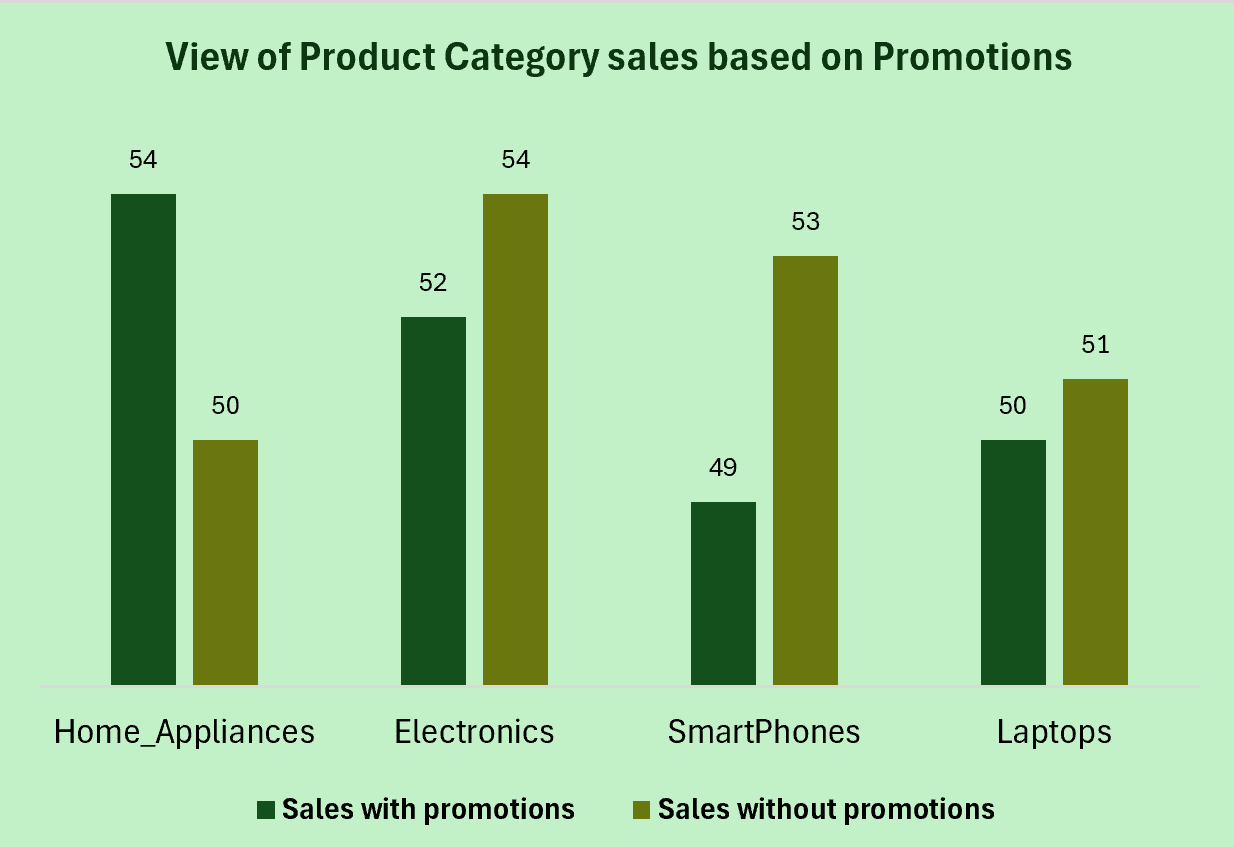 View of Product Category sales based on Promotions
54
54
53
52
51
50
50
49
Home_Appliances Electronics SmartPhones Laptops
Sales with promotions Sales without promotions